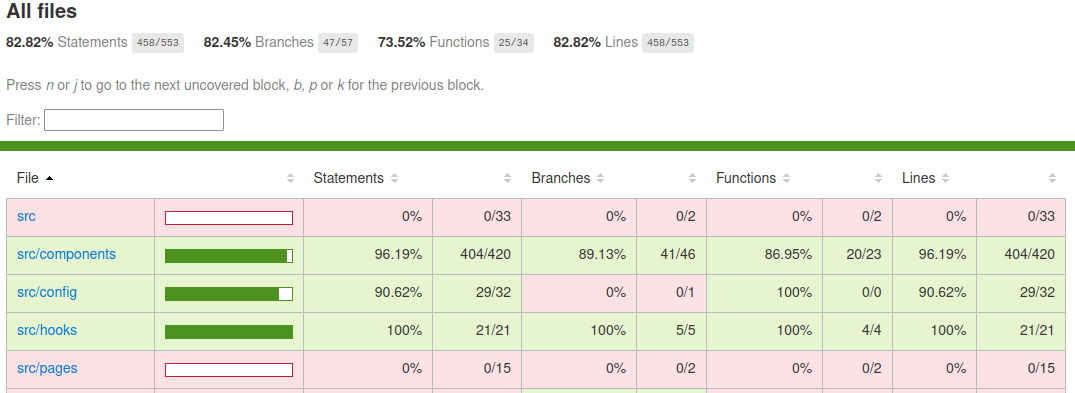 All files
82.82% Statements 458/553 82.45% Branches 47/57 73.52% Functions 25/34 82.82% Lines 458/553
Press n or j to go to the next uncovered block, b, p or k for the previous block.
Filter:
File Statements Branches Functions Lines
src 0% 0/33 0% 0/2 0% 0/2 0% 0/33
src/components 96.19% 404/420 89.13% 41/46 86.95% 20/23 96.19% 404/420
src/config 90.62% 29/32 0% 0/1 100% 0/0 90.62% 29/32
src/hooks 100% 21/21 100% 5/5 100% 4/4 100% 21/21
src/pages 0% 0/15 0% 0/2 0% 0/2 0% 0/15